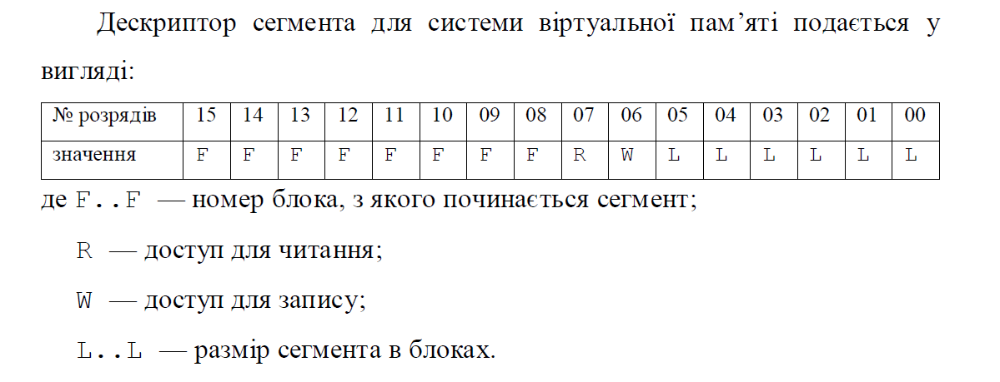 Дескриптор сегмента для системи віртуальної пам’яті подається у
вигляді:
№ розрядів 15 14 13 12 11 10 09 08 07 06 05 04 03 02 01 00
значення F F F F F F F F R W L L L L L L
де F..F — номер блока, з якого починається сегмент;
R — доступ для читання;
W — доступ для запису;
L..L — размір сегмента в блоках.